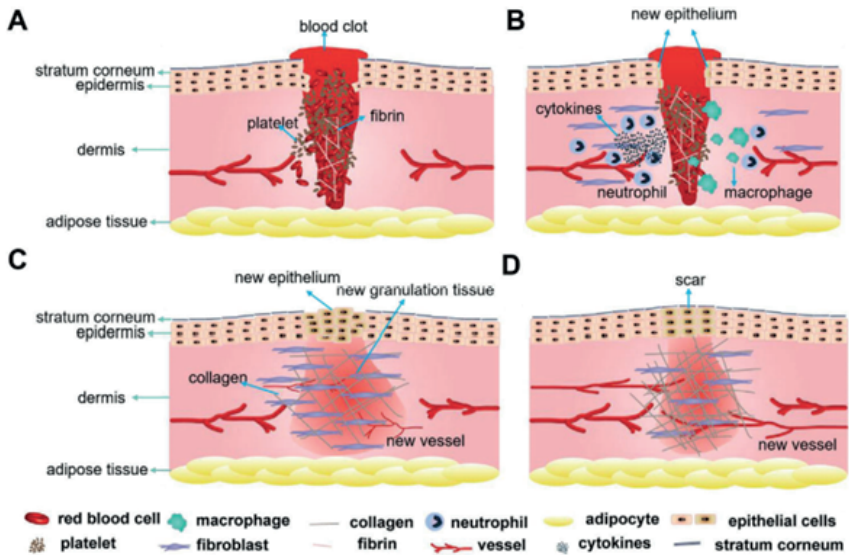 A
blood clot
stratum corneum
epidermis
platelet
fibrin
dermis
adipose tissue
B
new epithelium
cytokines
neutrophil
macrophage
C
new epithelium
new granulation tissue
stratum corneum
epidermis
collagen
dermis
new vessel
adipose tissue
D
scar
new vessel
red blood cell macrophage collagen neutrophil adipocyte epithelial cells
platelet fibroblast fibrin vessel cytokines stratum corneum